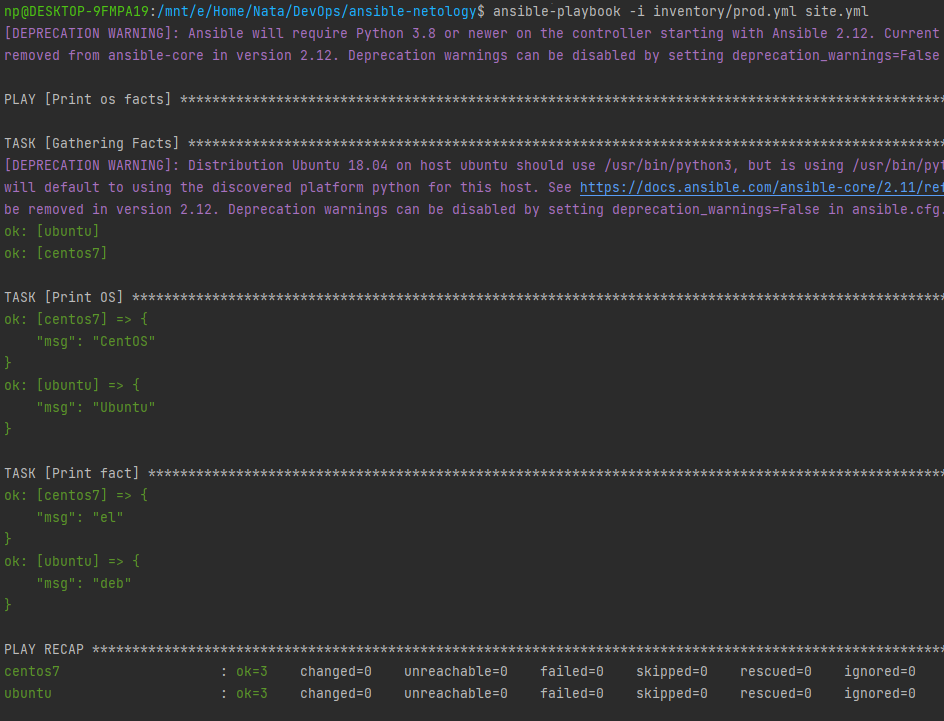 np@DESKTOP-9FMPA19:/mnt/e/Home/Nata/DevOps/ansible-netology$ ansible-playbook -i inventory/prod.yml site.yml
[DEPRECATION WARNING]: Ansible will require Python 3.8 or newer on the controller starting with Ansible 2.12. Current
removed from ansible-core in version 2.12. Deprecation warnings can be disabled by setting deprecation_warnings=False
PLAY [Print os facts] ****************************************************************************************************
TASK [Gathering Facts] ***************************************************************************************************
[DEPRECATION WARNING]: Distribution Ubuntu 18.04 on host ubuntu should use /usr/bin/python3, but is using /usr/bin/pyt
will default to using the discovered platform python for this host. See https://docs.ansible.com/ansible-core/2.11/ref
be removed in version 2.12. Deprecation warnings can be disabled by setting deprecation_warnings=False in ansible.cfg.
ok: [ubuntu]
ok: [centos7]
TASK [Print OS] **********************************************************************************************************
ok: [centos7] => {
    "msg": "CentOS"
}
ok: [ubuntu] => {
    "msg": "Ubuntu"
}
TASK [Print fact] ********************************************************************************************************
ok: [centos7] => {
    "msg": "el"
}
ok: [ubuntu] => {
    "msg": "deb"
}
PLAY RECAP ***************************************************************************************************************
centos7                    : ok=3    changed=0    unreachable=0    failed=0    skipped=0    rescued=0    ignored=0
ubuntu                     : ok=3    changed=0    unreachable=0    failed=0    skipped=0    rescued=0    ignored=0